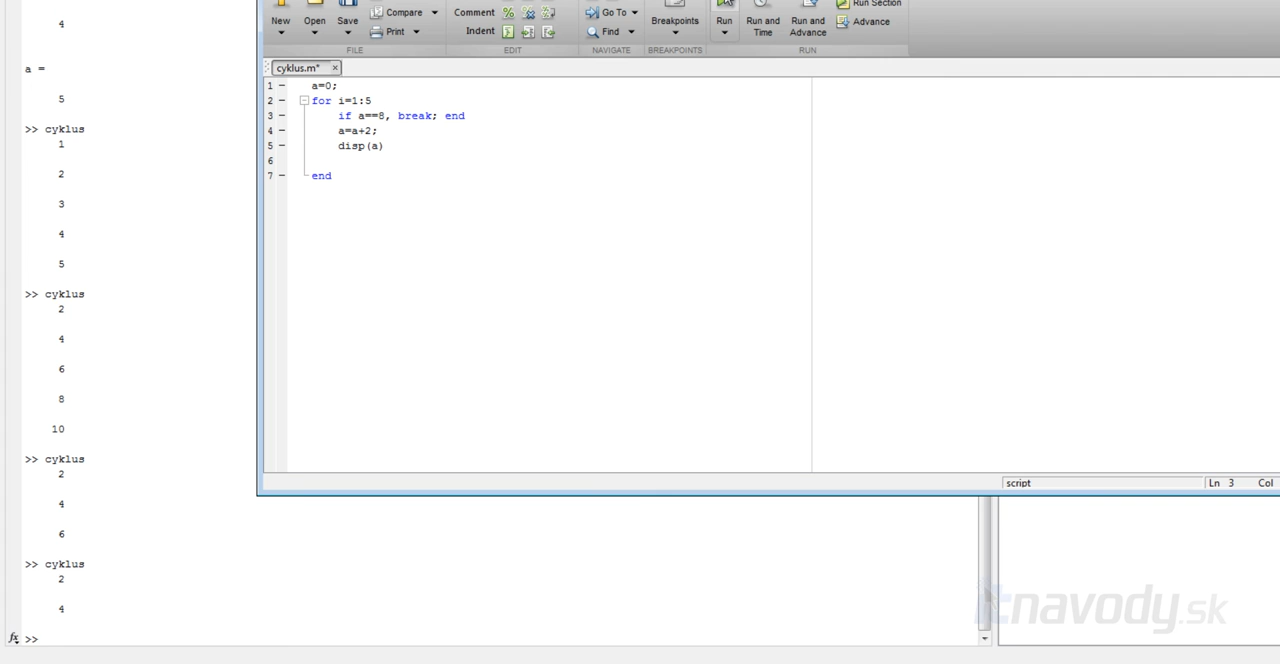 4
a =
5
>> cyklus
1
2
3
4
5
>> cyklus
2
4
6
8
10
>> cyklus
2
4
6
>> cyklus
2
4
fx >>
New
Open
Save
Compare
Print
FILE
Comment
Indent
EDIT
Go To
Find
NAVIGATE
Breakpoints
BREAKPOINTS
Run
Run and
Time
Run and
Advance
Run Section
Advance
RUN
cyklus.m* ×
1 – a=0;
2 – for i=1:5
3 – if a==8, break; end
4 – a=a+2;
5 – disp(a)
6
7 – end
script
Ln 3 Col
itnavody.sk